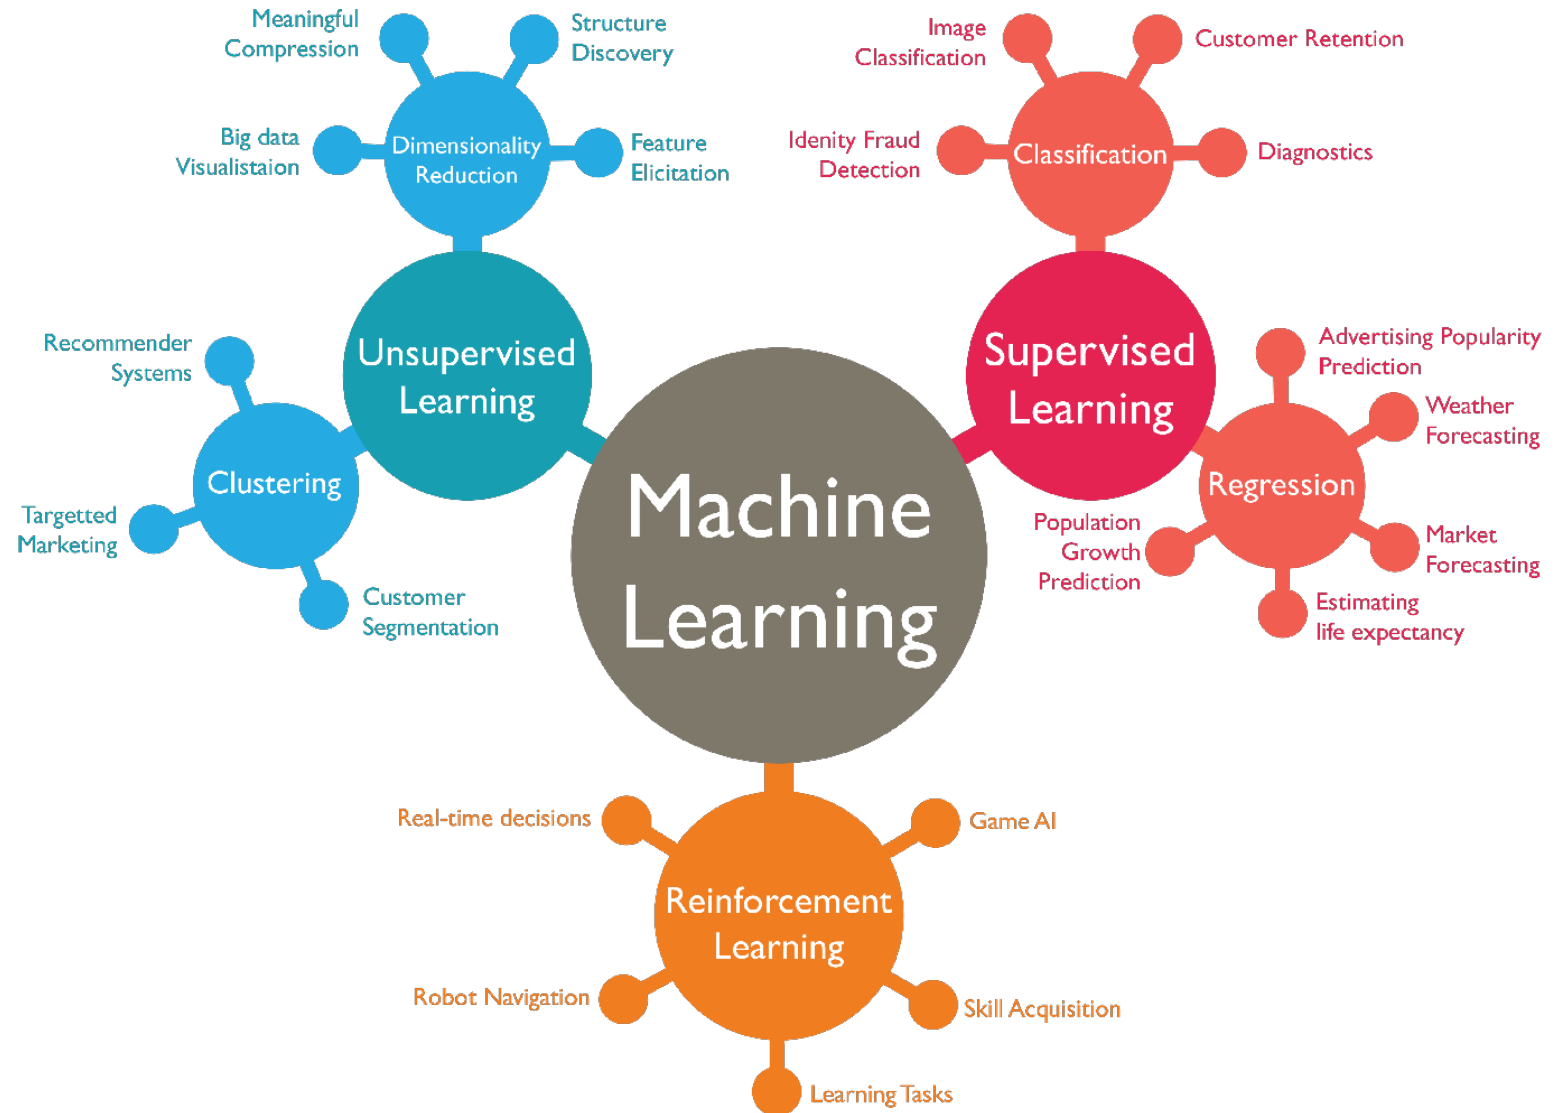 Meaningful
Compression
Structure
Discovery
Big data
Visualistaion
Dimensionality
Reduction
Feature
Elicitation
Image
Classification
Customer Retention
Idenity Fraud
Detection
Classification
Diagnostics
Unsupervised
Learning
Supervised
Learning
Recommender
Systems
Clustering
Targetted
Marketing
Customer
Segmentation
Advertising Popularity
Prediction
Weather
Forecasting
Regression
Population
Growth
Prediction
Market
Forecasting
Estimating
life expectancy
Machine
Learning
Real-time decisions
Game AI
Reinforcement
Learning
Robot Navigation
Skill Acquisition
Learning Tasks